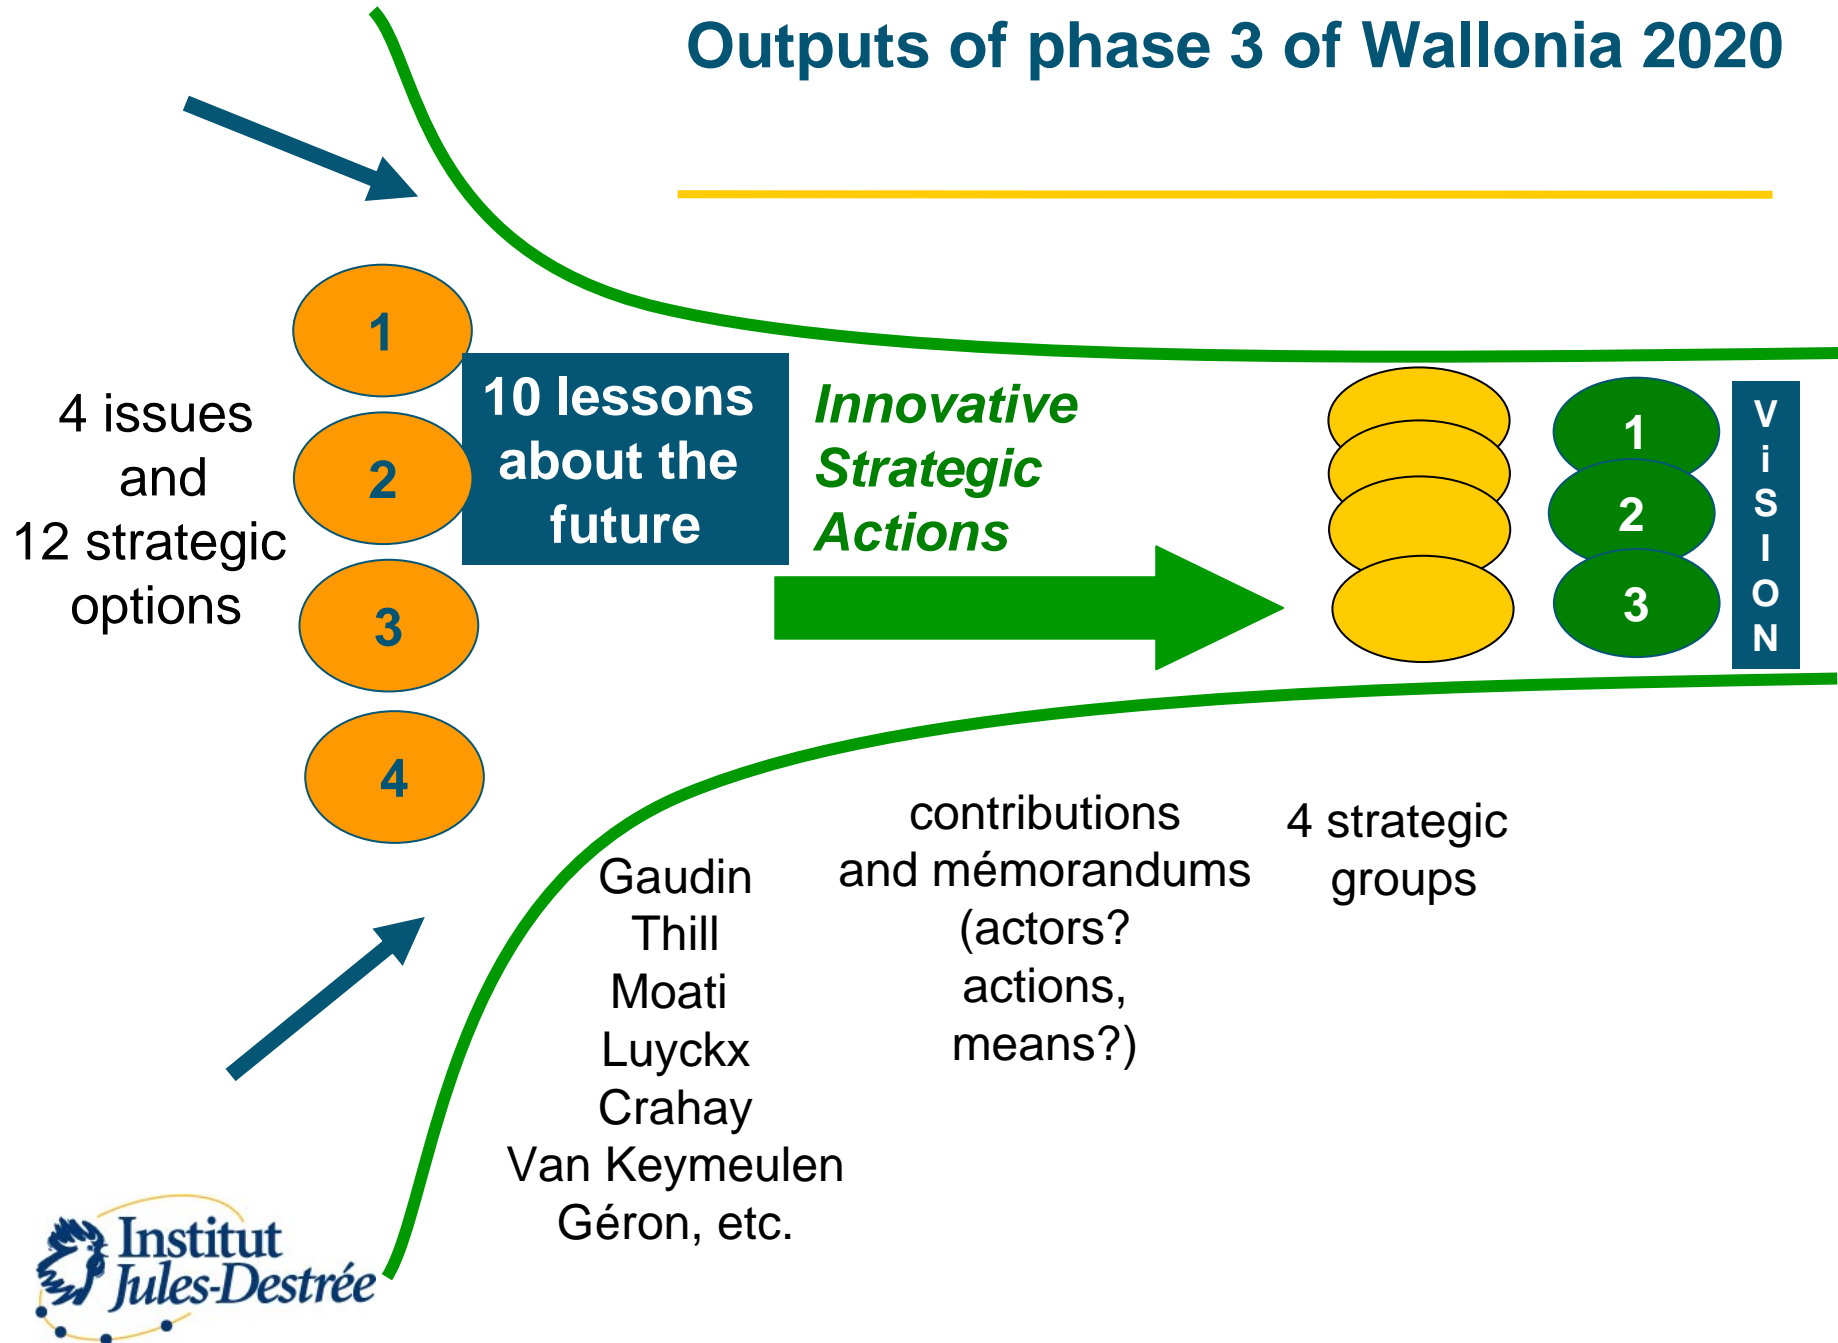 Outputs of phase 3 of Wallonia 2020
4 issues
and
12 strategic
options
1
2
3
4
10 lessons
about the
future
Innovative
Strategic
Actions
1
2
3
V
i
S
I
O
N
Gaudin
Thill
Moati
Luyckx
Crahay
Van Keymeulen
Géron, etc.
contributions
and mémorandums
(actors?
actions,
means?)
4 strategic
groups
Institut
Jules-Destrée